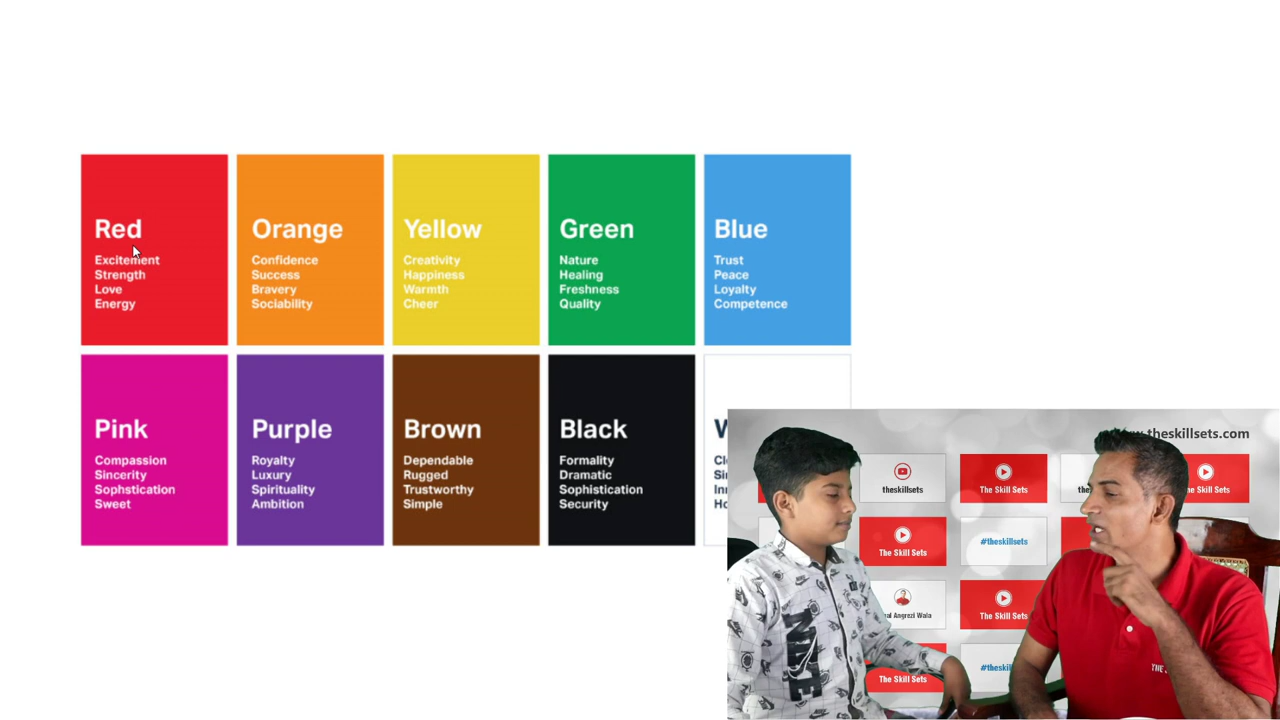 Red
Excitement
Strength
Love
Energy
Orange
Confidence
Success
Bravery
Sociability
Yellow
Creativity
Happiness
Warmth
Cheer
Green
Nature
Healing
Freshness
Quality
Blue
Trust
Peace
Loyalty
Competence
Pink
Compassion
Sincerity
Sophstication
Sweet
Purple
Royalty
Luxury
Spirituality
Ambition
Brown
Dependable
Rugged
Trustworthy
Simple
Black
Formality
Dramatic
Sophistication
Security
theskillsets.com
theskillsets
The Skill Sets
The Skill Sets
#theskillsets
The Skill Sets
Angrezi Wala
The Skill Sets
The Skill Sets